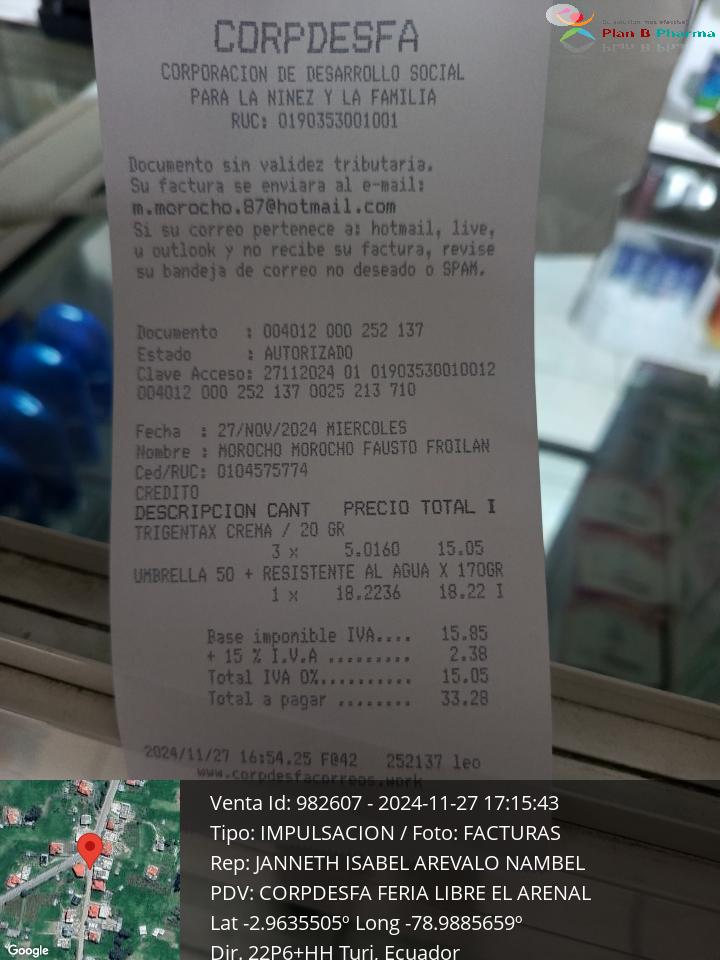 Su solución más efectiva!
Plan B Pharma
CORPDESFA
CORPORACION DE DESARROLLO SOCIAL
PARA LA NINEZ Y LA FAMILIA
RUC: 0190353001001
Documento sin validez tributaria.
Su factura se enviara al e-mail:
m.morocho.87@hotmail.com
Si su correo pertenece a: hotmail, live,
u outlook y no recibe su factura, revise
su bandeja de correo no deseado o SPAM.
Documento : 004012 000 252 137
Estado : AUTORIZADO
Clave Acceso: 27112024 01 01903530010012
004012 000 252 137 0025 213 710
Fecha : 27/NOV/2024 MIERCOLES
Nombre : MOROCHO MOROCHO FAUSTO FROILAN
Ced/RUC: 0104575774
CREDITO
DESCRIPCION CANT PRECIO TOTAL I
TRIGENTAX CREMA / 20 GR
3 x 5.0160 15.05
UMBRELLA 50 + RESISTENTE AL AGUA X 170GR
1 x 18.2236 18.22 I
Base imponible IVA.... 15.85
+ 15 % I.V.A ......... 2.38
Total IVA 0%.......... 15.05
Total a pagar ........ 33.28
2024/11/27 16:54.25 F@42 252137 leo
www.corpdesfacorreos.work
Venta Id: 982607 - 2024-11-27 17:15:43
Tipo: IMPULSACION / Foto: FACTURAS
Rep: JANNETH ISABEL AREVALO NAMBEL
PDV: CORPDESFA FERIA LIBRE EL ARENAL
Lat -2.9635505º Long -78.9885659º
Dir. 22P6+HH Turi, Ecuador
Google